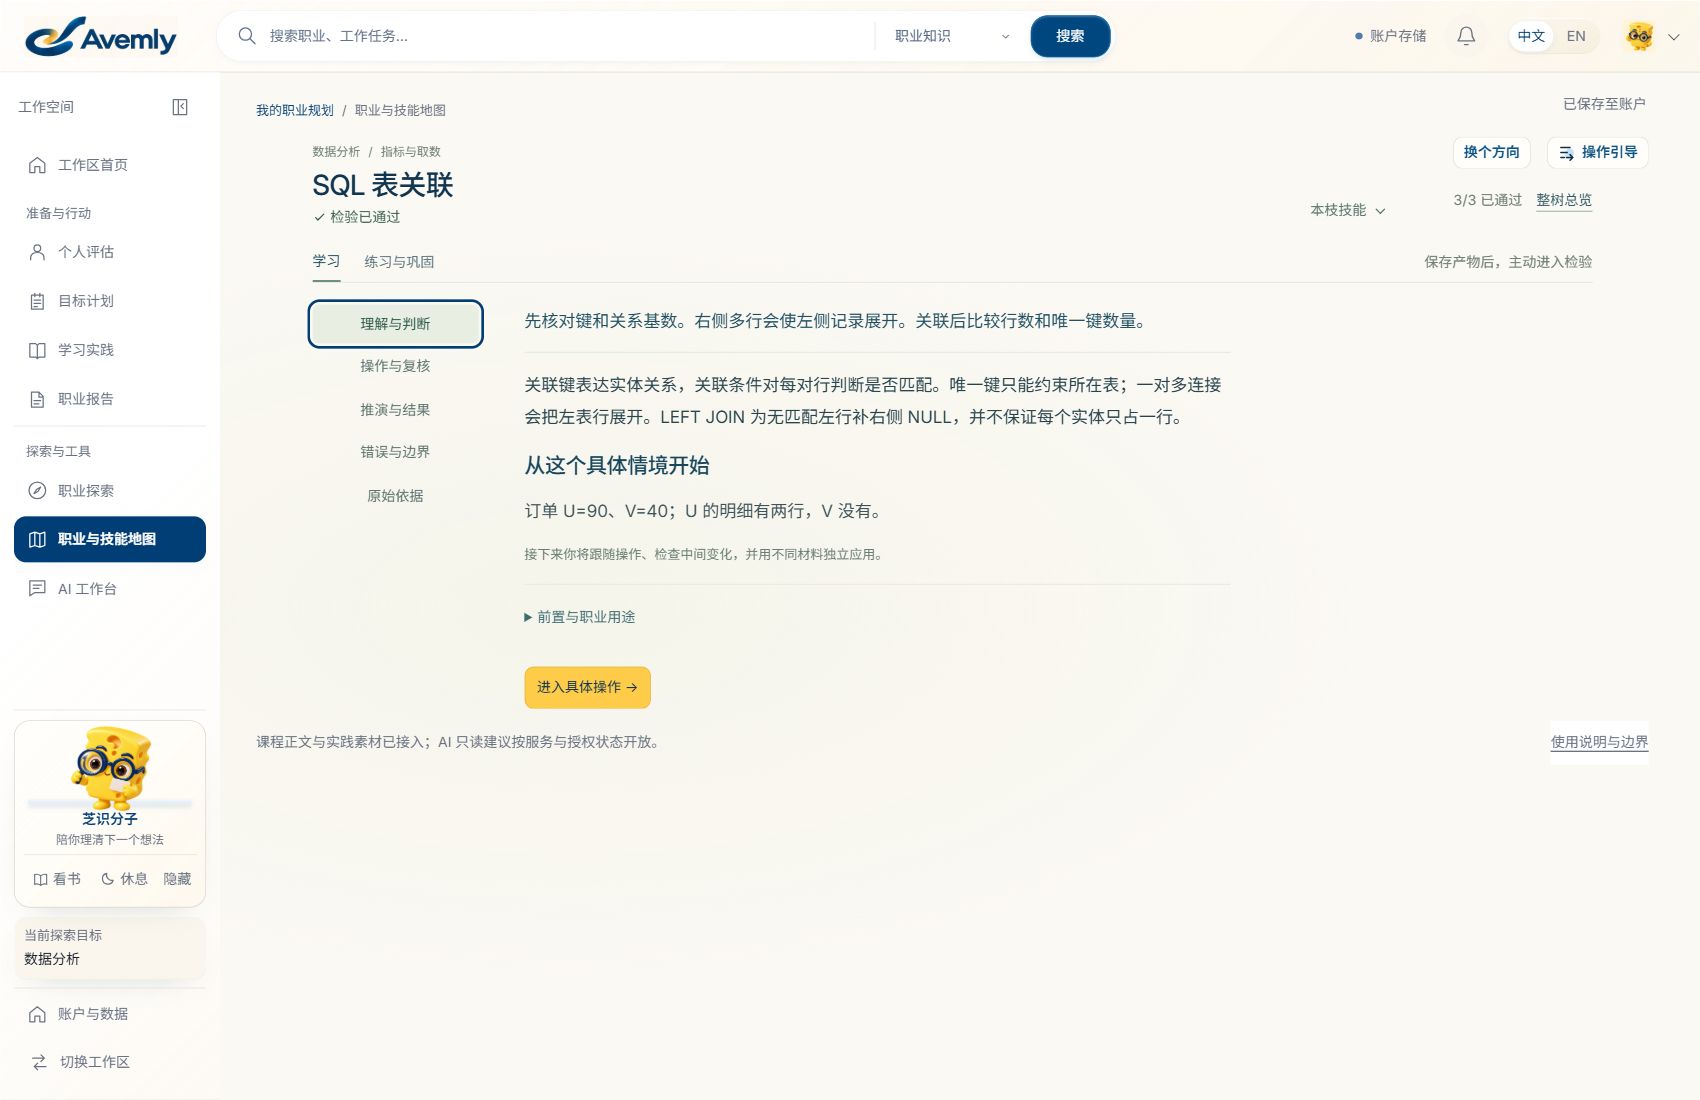 Avemly
搜索职业、工作任务...
职业知识
搜索
账户存储
中文
EN
工作空间
工作区首页
准备与行动
个人评估
目标计划
学习实践
职业报告
探索与工具
职业探索
职业与技能地图
AI 工作台
芝识分子
陪你理清下一个想法
看书
休息
隐藏
当前探索目标
数据分析
账户与数据
切换工作区
我的职业规划 / 职业与技能地图
已保存至账户
数据分析 / 指标与取数
换个方向
操作引导
SQL 表关联
检验已通过
本枝技能
3/3 已通过
整树总览
学习
练习与巩固
保存产物后，主动进入检验
理解与判断
操作与复核
推演与结果
错误与边界
原始依据
先核对键和关系基数。右侧多行会使左侧记录展开。关联后比较行数和唯一键数量。
关联键表达实体关系，关联条件对每对行判断是否匹配。唯一键只能约束所在表；一对多连接
会把左表行展开。LEFT JOIN 为无匹配左行补右侧 NULL，并不保证每个实体只占一行。
从这个具体情境开始
订单 U=90、V=40；U 的明细有两行，V 没有。
接下来你将跟随操作、检查中间变化，并用不同材料独立应用。
前置与职业用途
进入具体操作 →
课程正文与实践素材已接入；AI 只读建议按服务与授权状态开放。
使用说明与边界